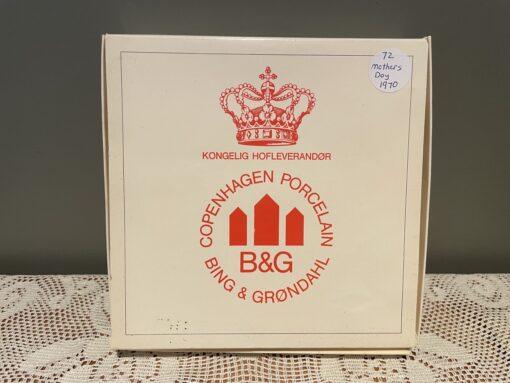 72
mothers
Day
1970
KONGELIG HOFLEVERANDØR
COPENHAGEN PORCELAIN
B&G
BING & GRØNDAHL